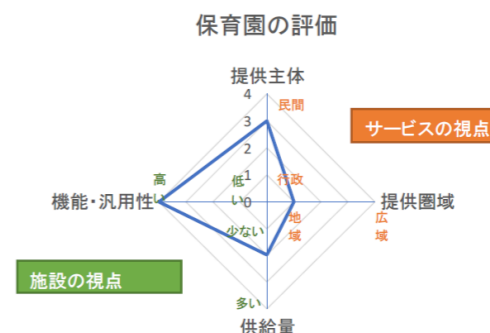 保育園の評価
提供主体
4
民間
3
サービスの視点
2
高い
低い
1
行政
機能・汎用性
0
提供圏域
地域
広域
少ない
施設の視点
多い
供給量